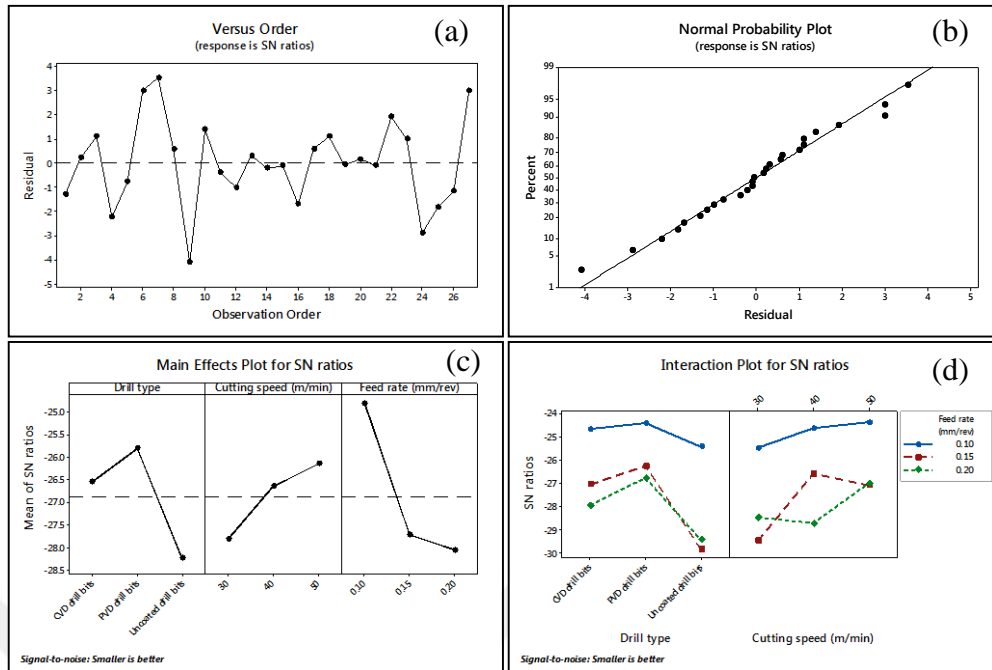 Versus Order
(response is SN ratios)
(a)
Residual
4
3
2
1
0
-1
-2
-3
-4
-5
2 4 6 8 10 12 14 16 18 20 22 24 26
Observation Order
Normal Probability Plot
(response is SN ratios)
(b)
Percent
99
95
90
80
70
60
50
40
30
20
10
5
1
-4 -3 -2 -1 0 1 2 3 4 5
Residual
Main Effects Plot for SN ratios
(c)
Drill type Cutting speed (m/min) Feed rate (mm/rev)
Mean of SN ratios
-25.0
-25.5
-26.0
-26.5
-27.0
-27.5
-28.0
-28.5
CVD drill bits PVD drill bits Uncoated drill bits 30 40 50 0,10 0,15 0,20
Signal-to-noise: Smaller is better
Interaction Plot for SN ratios
(d)
30 40 50
SN ratios
-24
-25
-26
-27
-28
-29
-30
Feed rate
(mm/rev)
0.10
0.15
0.20
CVD drill bits PVD drill bits Uncoated drill bits
Drill type Cutting speed (m/min)
Signal-to-noise: Smaller is better